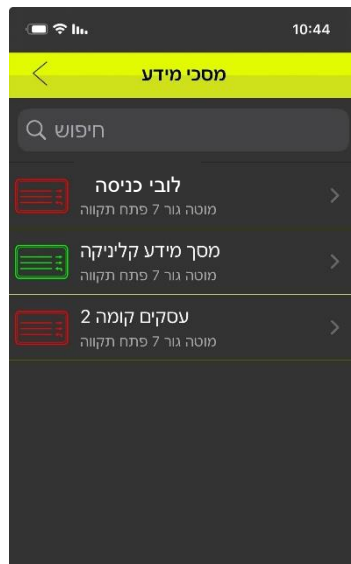 10:44
מסכי מידע
חיפוש
לובי כניסה
מוטה גור 7 פתח תקווה
מסך מידע קליניקה
מוטה גור 7 פתח תקווה
עסקים קומה 2
מוטה גור 7 פתח תקווה